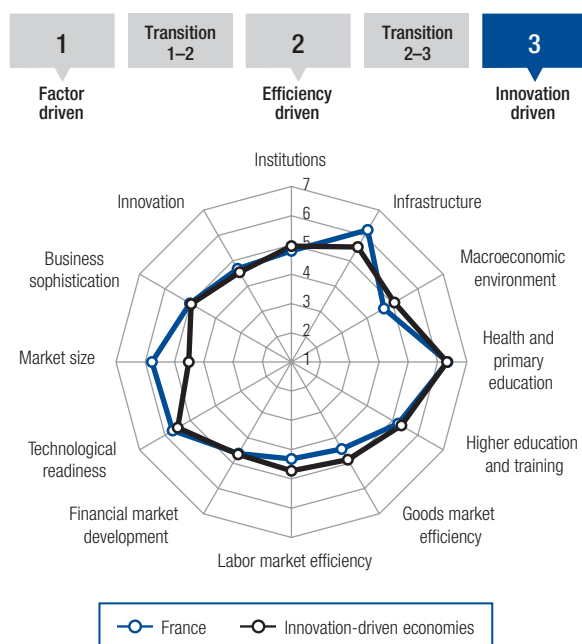 1
Transition
1–2
2
Transition
2–3
3
Factor
driven
Efficiency
driven
Innovation
driven
Institutions
Infrastructure
Macroeconomic
environment
Health and
primary
education
Higher education
and training
Goods market
efficiency
Labor market efficiency
Financial market
development
Technological
readiness
Market size
Business
sophistication
Innovation
7
6
5
4
3
2
1
France
Innovation-driven economies